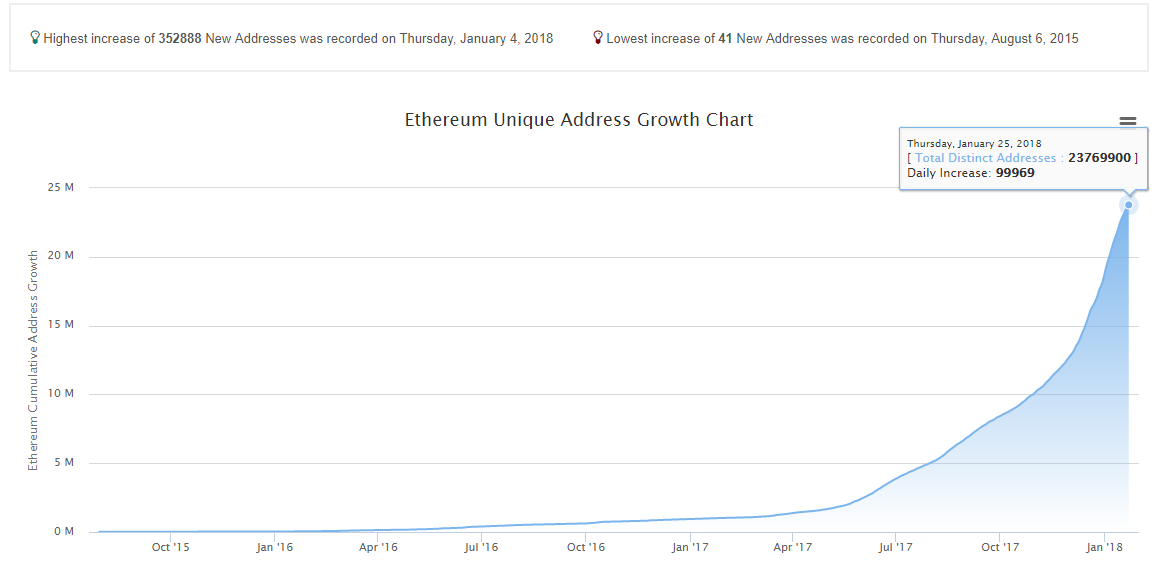 Highest increase of 352888 New Addresses was recorded on Thursday, January 4, 2018
Lowest increase of 41 New Addresses was recorded on Thursday, August 6, 2015
Ethereum Unique Address Growth Chart
Thursday, January 25, 2018
[ Total Distinct Addresses : 23769900 ]
Daily Increase: 99969
Ethereum Cumulative Address Growth
25 M
20 M
15 M
10 M
5 M
0 M
Oct '15
Jan '16
Apr '16
Jul '16
Oct '16
Jan '17
Apr '17
Jul '17
Oct '17
Jan '18